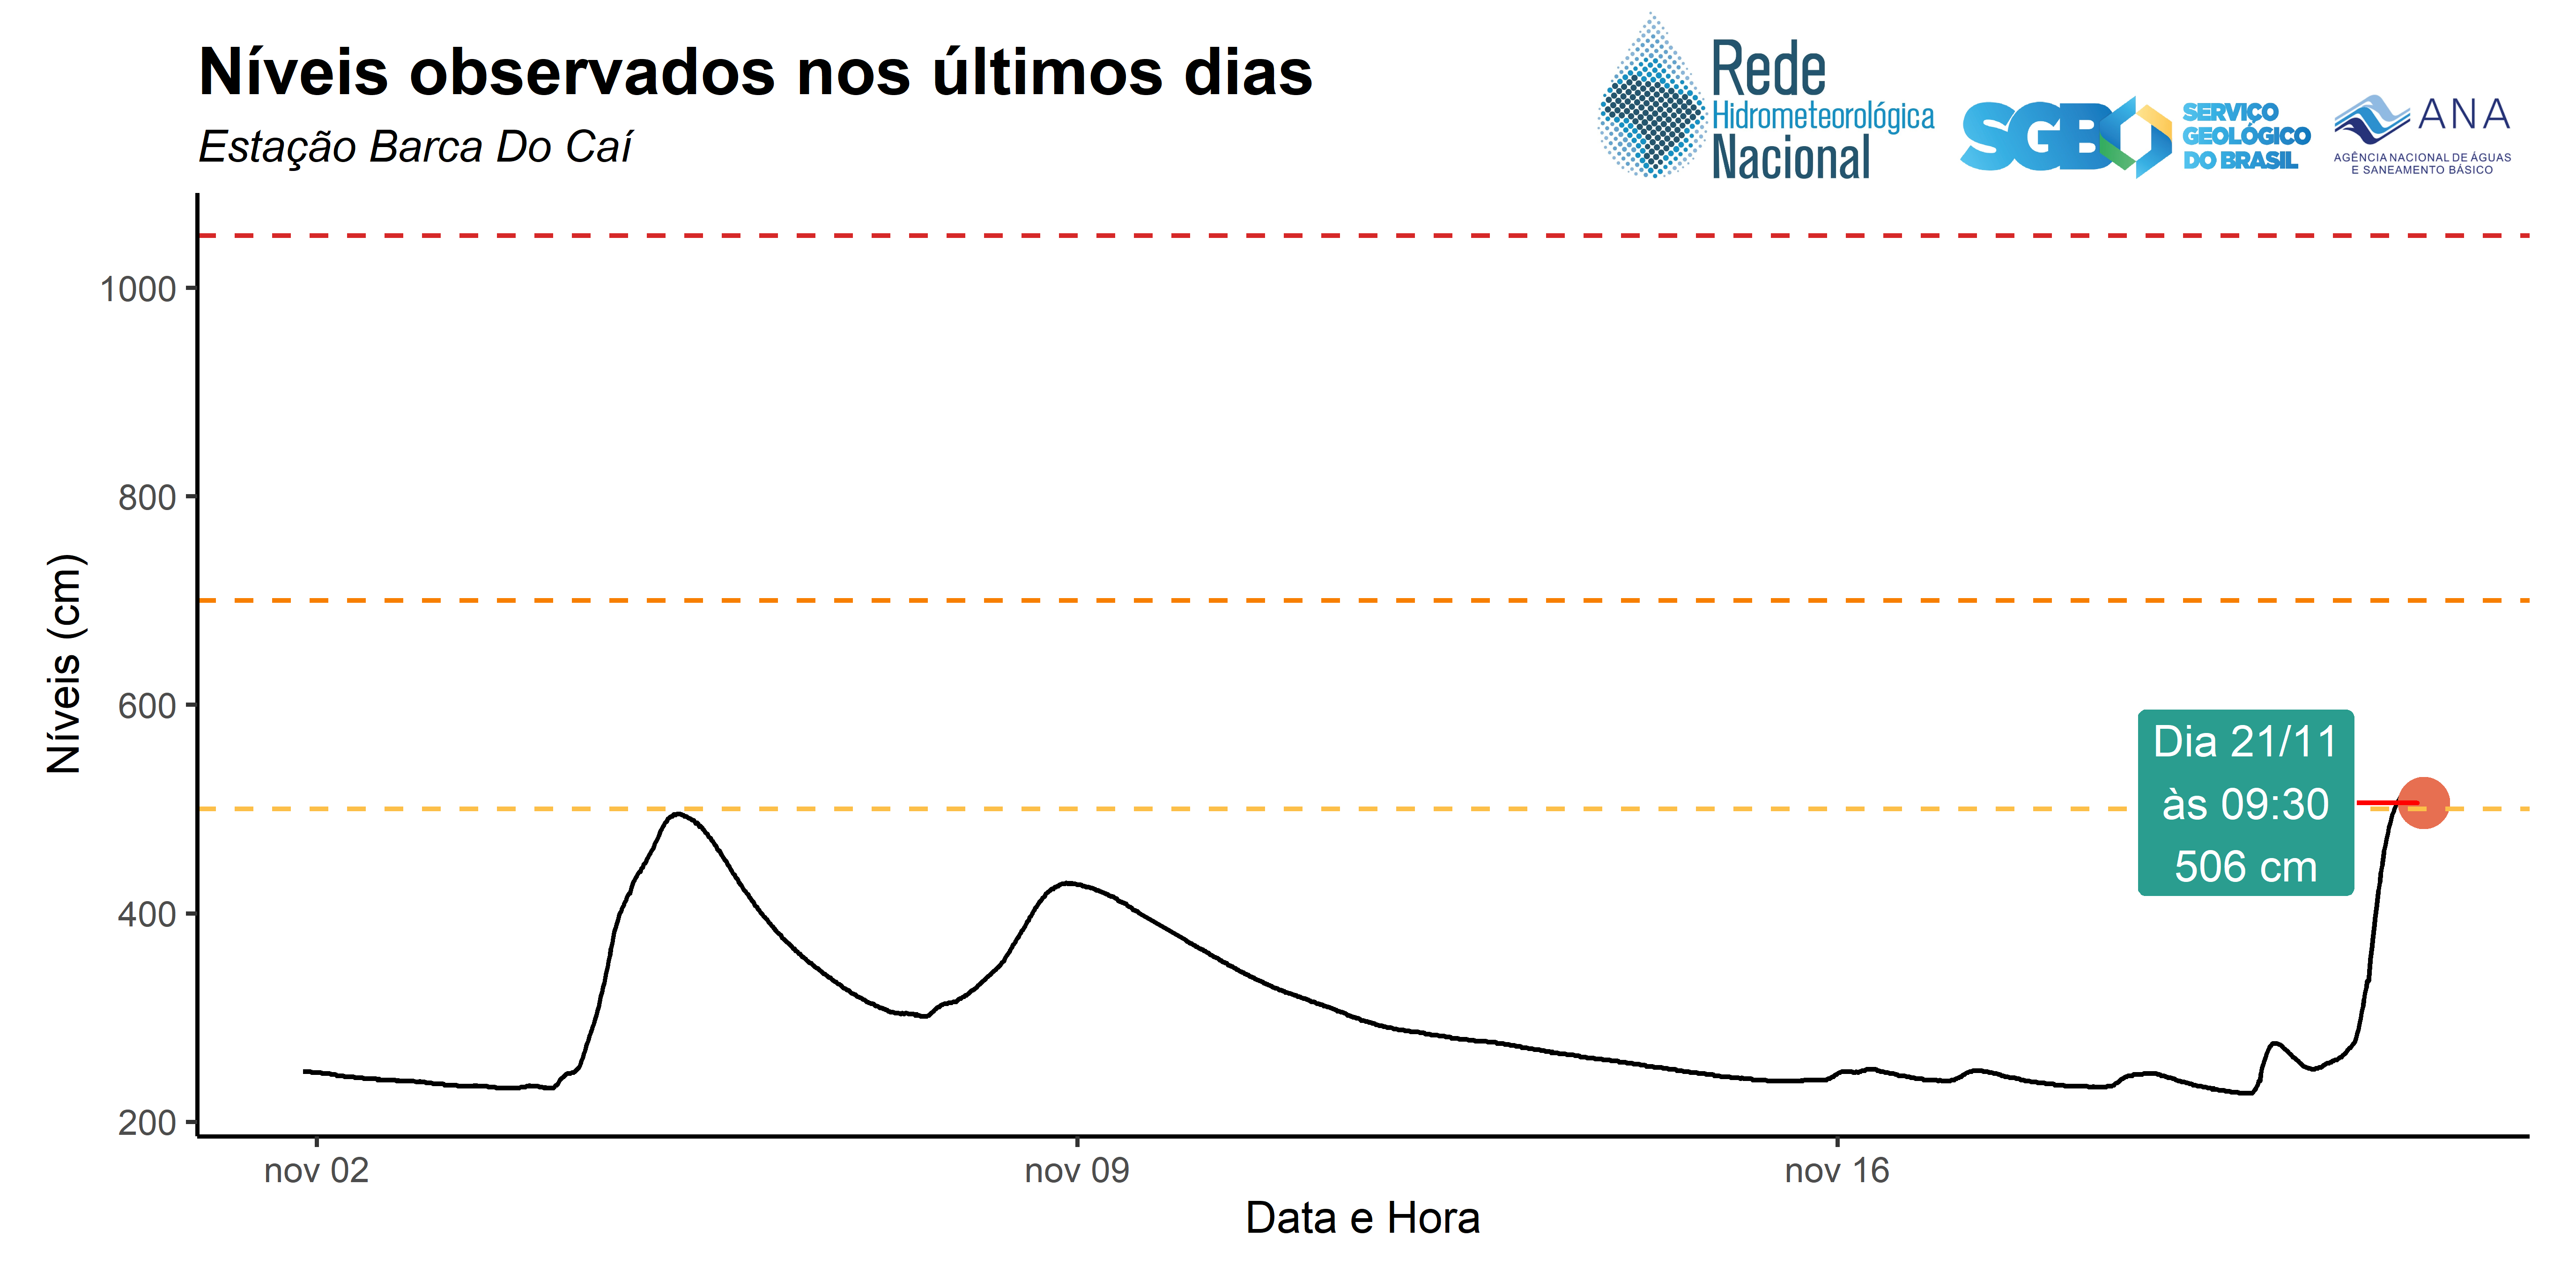 Níveis observados nos últimos dias
Estação Barca Do Caí
Rede
Hidrometeorológica
Nacional
SGB
SERVIÇO
GEOLÓGICO
DO BRASIL
ANA
AGÊNCIA NACIONAL DE ÁGUAS
E SANEAMENTO BÁSICO
Níveis (cm)
1000
800
600
400
200
Dia 21/11
às 09:30
506 cm
nov 02
nov 09
nov 16
Data e Hora